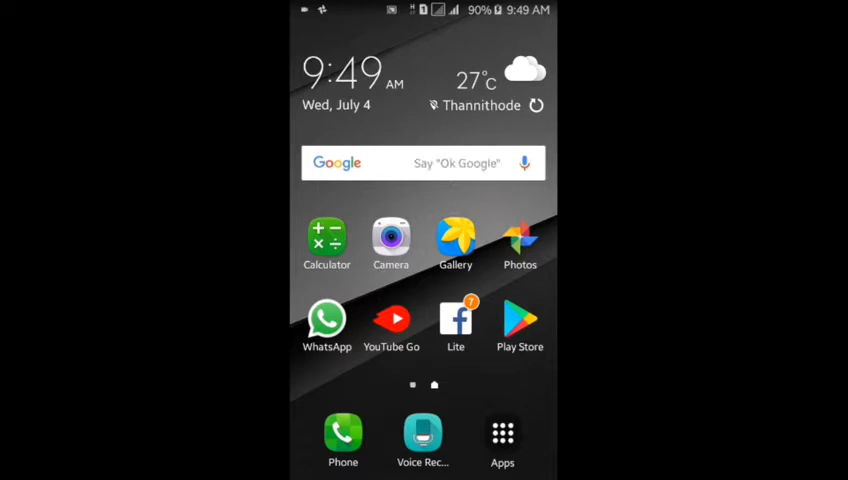 90% 9:49 AM
9:49 AM
27°C
Wed, July 4
Thannithode
Google Say "Ok Google"
Calculator Camera Gallery Photos
7
WhatsApp YouTube Go Lite Play Store
Phone Voice Rec... Apps